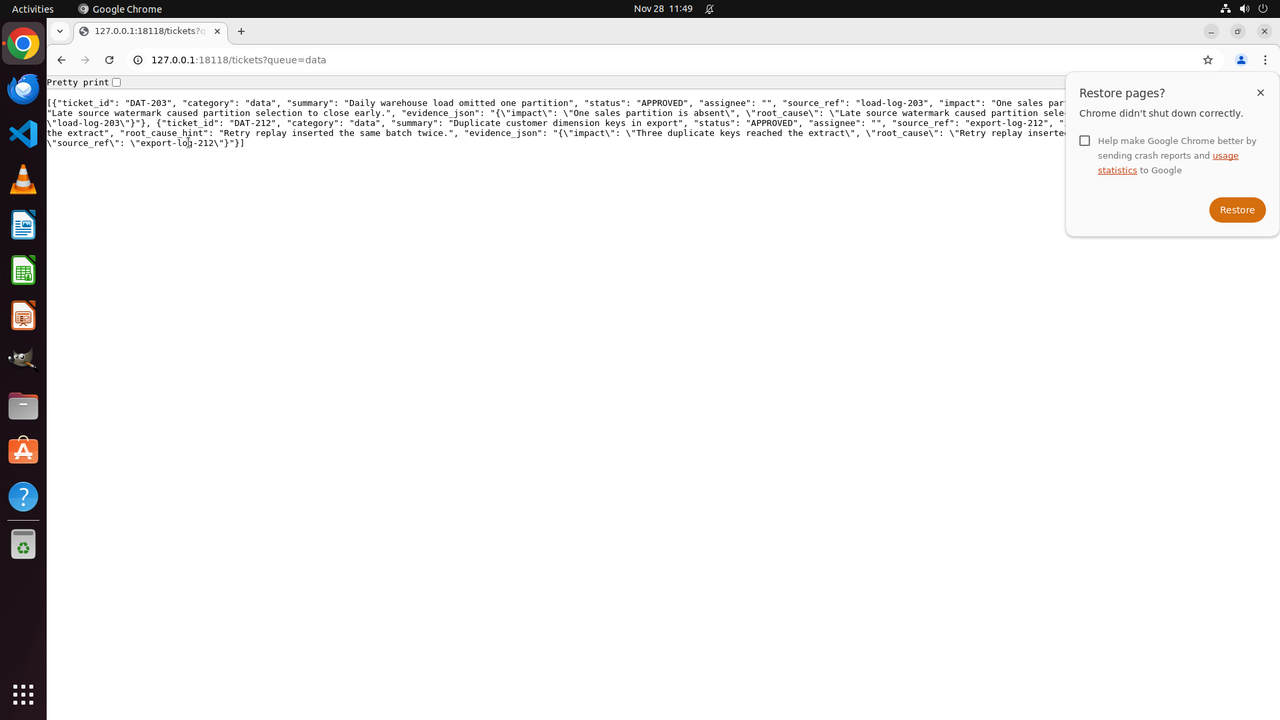 Activities
Google Chrome
Nov 28 11:49
127.0.0.1:18118/tickets?q
127.0.0.1:18118/tickets?queue=data
Pretty print
[{"ticket_id": "DAT-203", "category": "data", "summary": "Daily warehouse load omitted one partition", "status": "APPROVED", "assignee": "", "source_ref": "load-log-203", "impact": "One sales par
"Late source watermark caused partition selection to close early.", "evidence_json": "{\"impact\": \"One sales partition is absent\", \"root_cause\": \"Late source watermark caused partition sele
\"load-log-203\"}"}, {"ticket_id": "DAT-212", "category": "data", "summary": "Duplicate customer dimension keys in export", "status": "APPROVED", "assignee": "", "source_ref": "export-log-212",
the extract", "root_cause_hint": "Retry replay inserted the same batch twice.", "evidence_json": "{\"impact\": \"Three duplicate keys reached the extract\", \"root_cause\": \"Retry replay inserte
\"source_ref\": \"export-log-212\"}"}]
Restore pages?
Chrome didn't shut down correctly.
Help make Google Chrome better by
sending crash reports and usage
statistics to Google
Restore